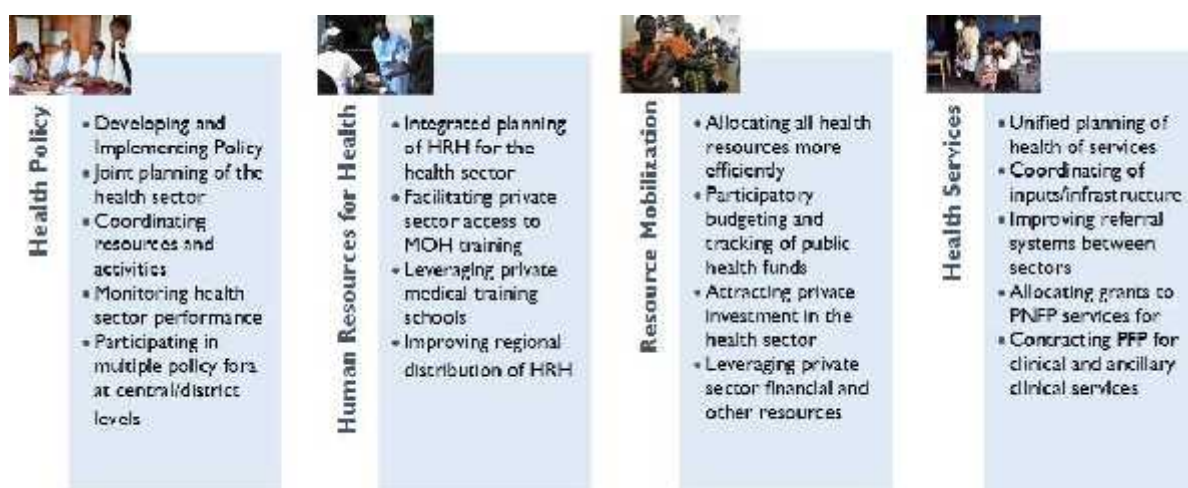 Health Policy
• Developing and
Implementing Policy
• Joint planning of the
health sector
• Coordinating
resources and
activities
• Monitoring health
sector performance
• Participating in
multiple policy fora
at central/district
levels
Human Resources for Health
• Integrated planning
of HRH for the
health sector
• Facilitating private
sector access to
MOH training
• Leveraging private
medical training
schools
• Improving regional
distribution of HRH
Resource Mobilization
• Allocating all health
resources more
efficiently
• Participatory
budgeting and
tracking of public
health funds
• Attracting private
investment in the
health sector
• Leveraging private
sector financial and
other resources
Health Services
• Unified planning of
health of services
• Coordinating of
inputs/infrastructure
• Improving referral
systems between
sectors
• Allocating grants to
PNFP services for
• Contracting PFP for
clinical and ancillary
clinical services